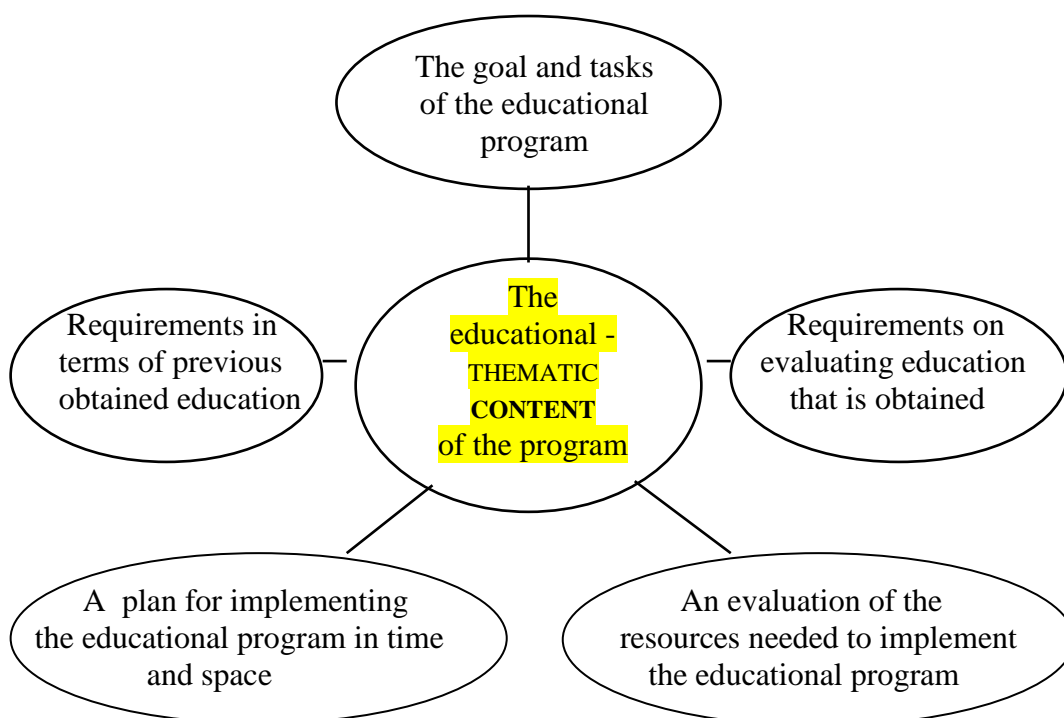 The goal and tasks
of the educational
program
The
educational -
THEMATIC
CONTENT
of the program
Requirements in
terms of previous
obtained education
Requirements on
evaluating education
that is obtained
A plan for implementing
the educational program in time
and space
An evaluation of the
resources needed to implement
the educational program